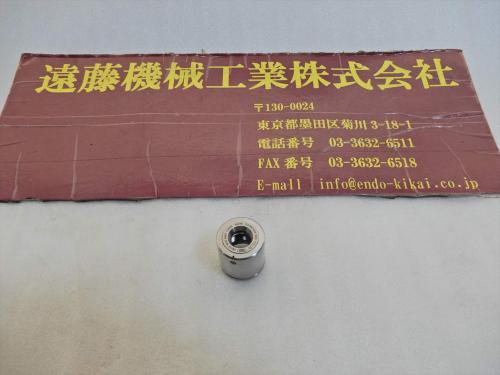 遠藤機械工業株式会社
〒130-0024
東京都墨田区菊川 3-18-1
電話番号 03-3632-6511
FAX 番号 03-3632-6518
E-mail info@endo-kikai.co.jp